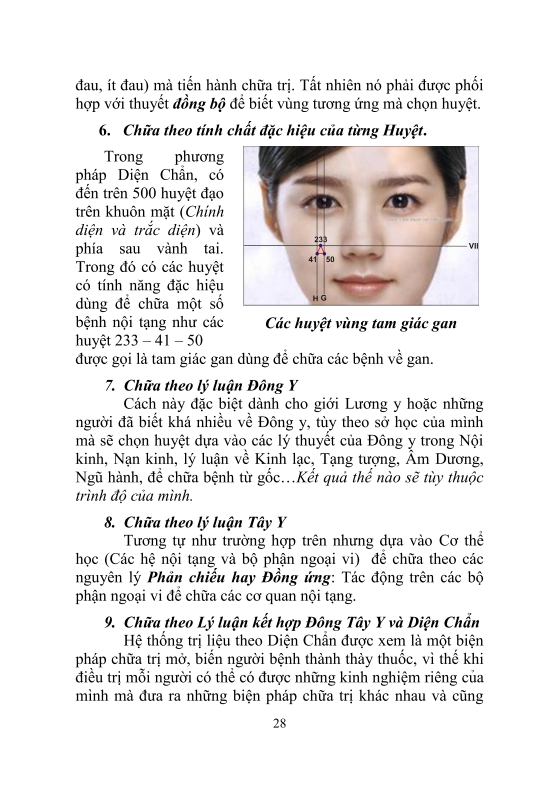 đau, ít đau) mà tiến hành chữa trị. Tất nhiên nó phải được phối
hợp với thuyết đồng bộ để biết vùng tương ứng mà chọn huyệt.
6. Chữa theo tính chất đặc hiệu của từng Huyệt.
Trong phương
pháp Diện Chẩn, có
đến trên 500 huyệt đạo
trên khuôn mặt (Chính
diện và trắc diện) và
phía sau vành tai.
Trong đó có các huyệt
có tính năng đặc hiệu
dùng để chữa một số
bệnh nội tạng như các
huyệt 233 – 41 – 50
233
VII
41 50
H G
Các huyệt vùng tam giác gan
được gọi là tam giác gan dùng để chữa các bệnh về gan.
7. Chữa theo lý luận Đông Y
Cách này đặc biệt dành cho giới Lương y hoặc những
người đã biết khá nhiều về Đông y, tùy theo sở học của mình
mà sẽ chọn huyệt dựa vào các lý thuyết của Đông y trong Nội
kinh, Nạn kinh, lý luận về Kinh lạc, Tạng tượng, Âm Dương,
Ngũ hành, để chữa bệnh từ gốc…Kết quả thế nào sẽ tùy thuộc
trình độ của mình.
8. Chữa theo lý luận Tây Y
Tương tự như trường hợp trên nhưng dựa vào Cơ thể
học (Các hệ nội tạng và bộ phận ngoại vi) để chữa theo các
nguyên lý Phản chiếu hay Đồng ứng: Tác động trên các bộ
phận ngoại vi để chữa các cơ quan nội tạng.
9. Chữa theo Lý luận kết hợp Đông Tây Y và Diện Chẩn
Hệ thống trị liệu theo Diện Chẩn được xem là một biện
pháp chữa trị mở, biến người bệnh thành thày thuốc, vì thế khi
điều trị mỗi người có thể có được những kinh nghiệm riêng của
mình mà đưa ra những biện pháp chữa trị khác nhau và cũng
28